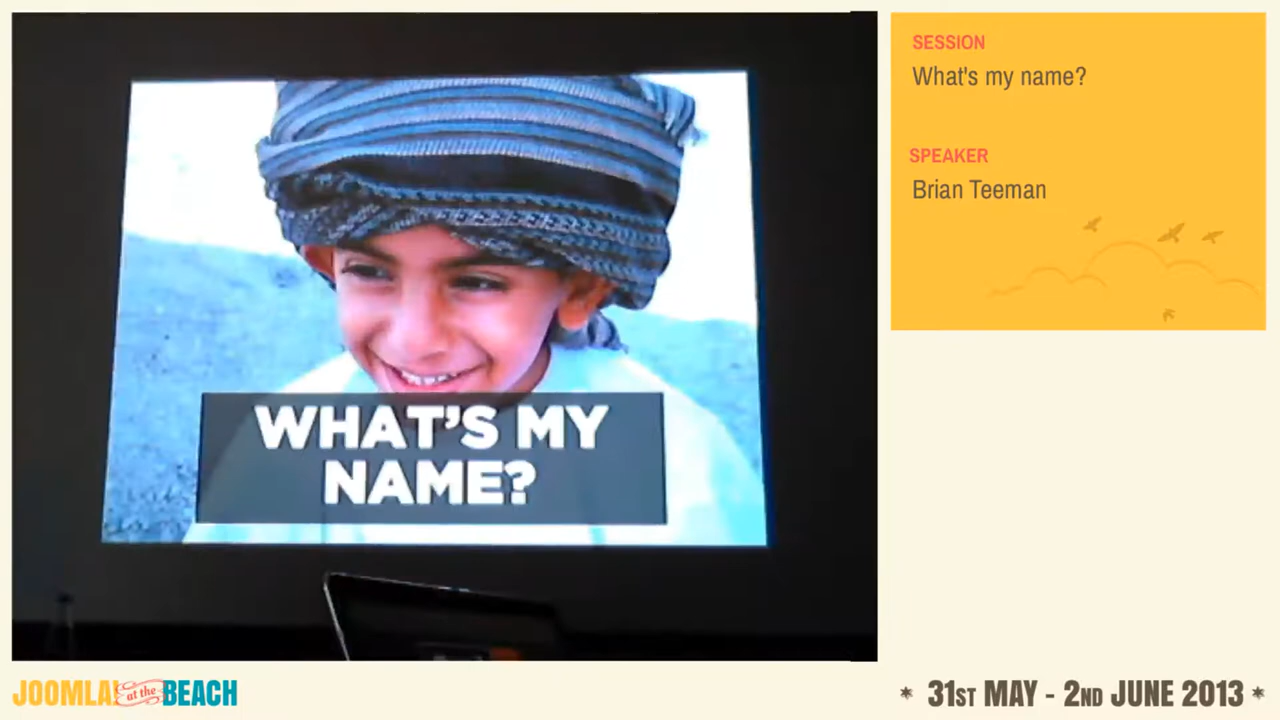 WHAT'S MY
NAME?
SESSION
What's my name?
SPEAKER
Brian Teeman
JOOMLA! at the BEACH
* 31ST MAY - 2ND JUNE 2013 *